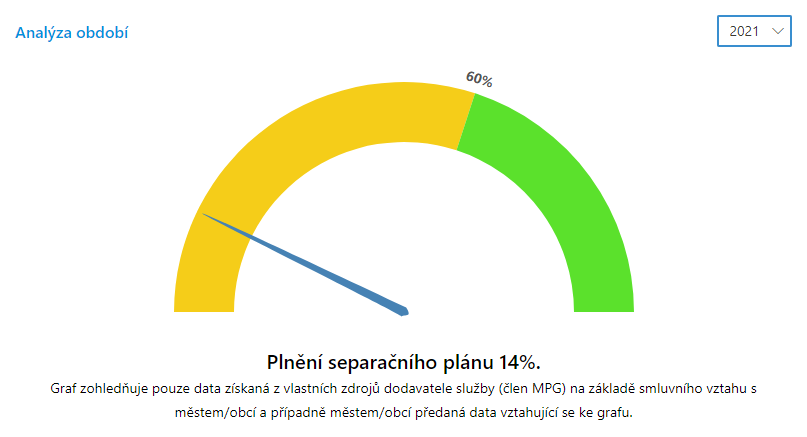 Analýza období
2021
60%
Plnění separačního plánu 14%.
Graf zohledňuje pouze data získaná z vlastních zdrojů dodavatele služby (člen MPG) na základě smluvního vztahu s
městem/obcí a případně městem/obcí předaná data vztahující se ke grafu.